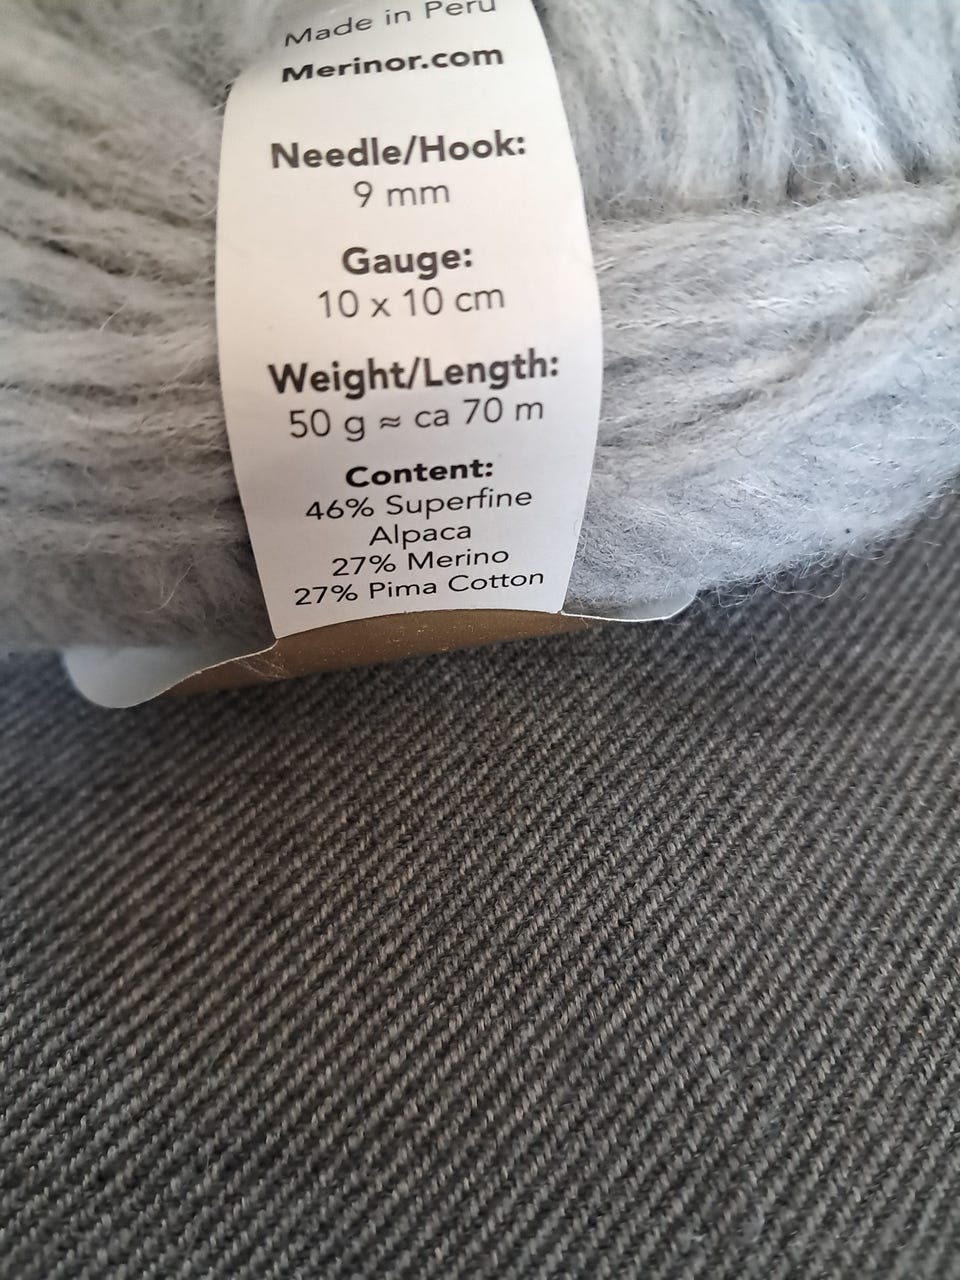 Made in Peru
Merinor.com
Needle/Hook:
9 mm
Gauge:
10 x 10 cm
Weight/Length:
50 g ≈ ca 70 m
Content:
46% Superfine
Alpaca
27% Merino
27% Pima Cotton